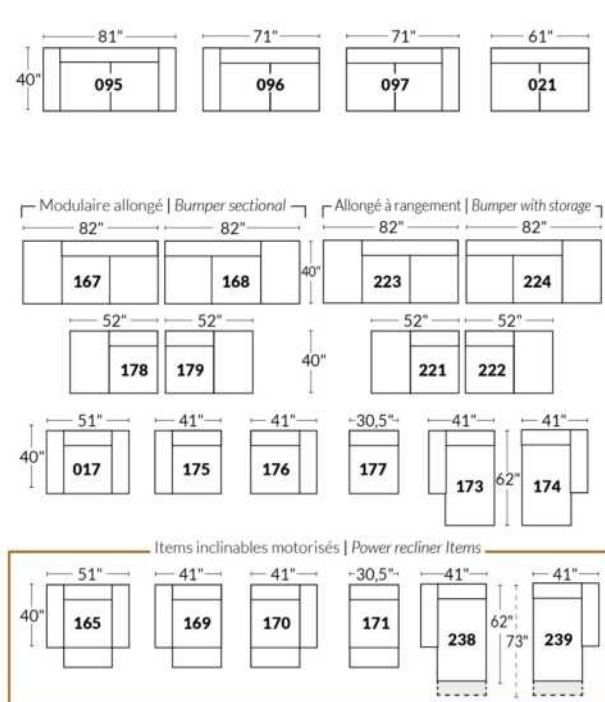 81" 71" 71" 61"
40" 095 096 097 021
Modulaire allongé | Bumper sectional Allongé à rangement | Bumper with storage
82" 82" 82" 82"
167 168 40" 223 224
52" 52" 52" 52"
178 179 40" 221 222
51" 41" 41" 30,5" 41" 41"
40" 017 175 176 177 173 62" 174
Items inclinables motorisés | Power recliner Items
51" 41" 41" 30,5" 41" 41"
40" 165 169 170 171 238 62" 73" 239